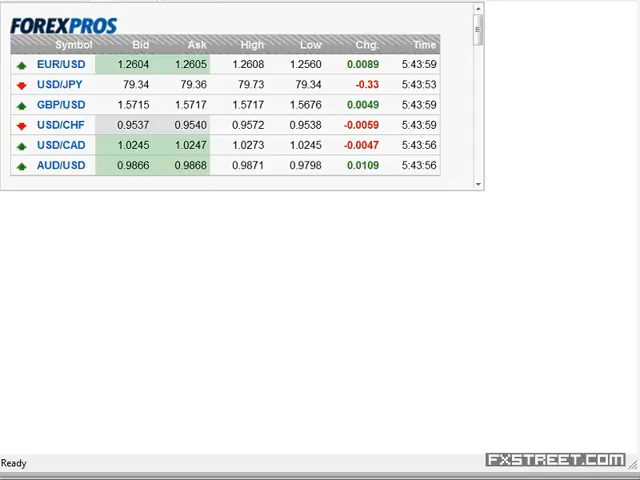 FOREXPROS
Symbol Bid Ask High Low Chg. Time
EUR/USD 1.2604 1.2605 1.2608 1.2560 0.0089 5:43:59
USD/JPY 79.34 79.36 79.73 79.34 -0.33 5:43:53
GBP/USD 1.5715 1.5717 1.5717 1.5676 0.0049 5:43:59
USD/CHF 0.9537 0.9540 0.9572 0.9538 -0.0059 5:43:59
USD/CAD 1.0245 1.0247 1.0273 1.0245 -0.0047 5:43:56
AUD/USD 0.9866 0.9868 0.9871 0.9798 0.0109 5:43:56
Ready
FXSTREET.COM